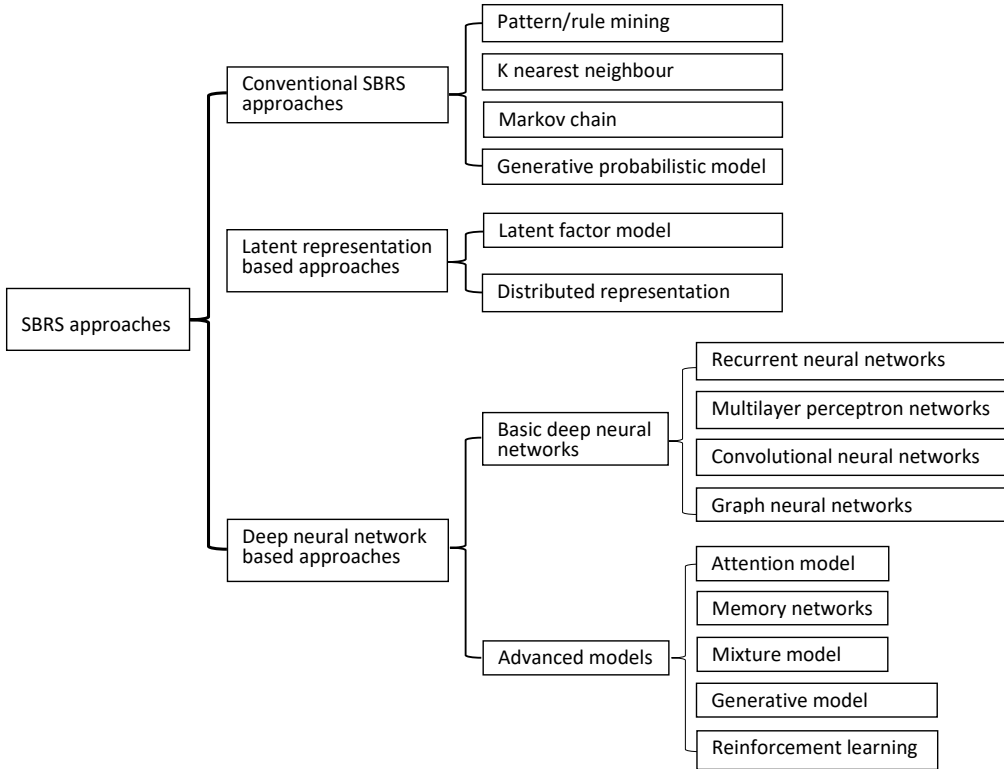 Pattern/rule mining
Conventional SBRS
approaches
K nearest neighbour
Markov chain
Generative probabilistic model
Latent representation
based approaches
Latent factor model
Distributed representation
SBRS approaches
Recurrent neural networks
Basic deep neural
networks
Multilayer perceptron networks
Convolutional neural networks
Graph neural networks
Deep neural network
based approaches
Attention model
Memory networks
Advanced models
Mixture model
Generative model
Reinforcement learning